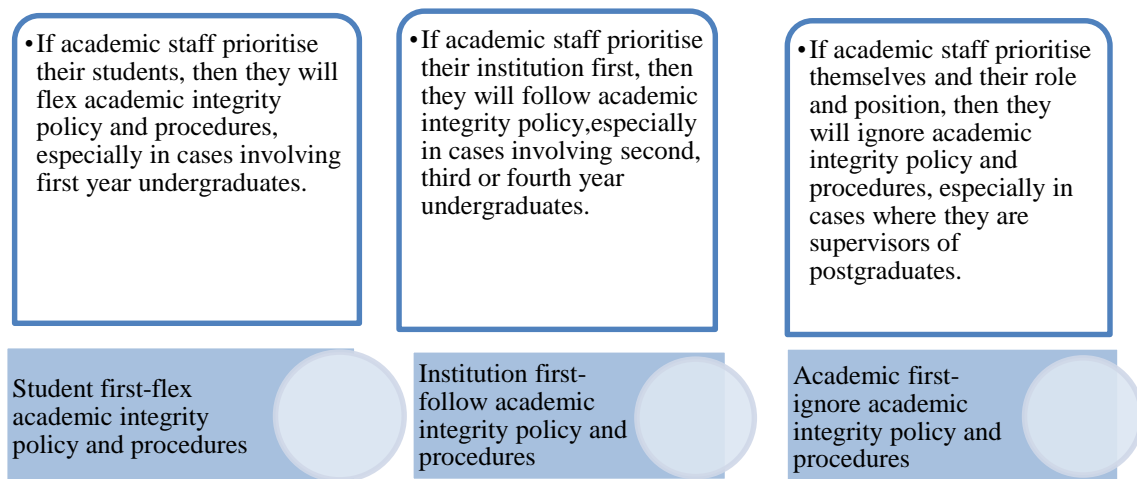 •If academic staff prioritise
their students, then they will
flex academic integrity
policy and procedures,
especially in cases involving
first year undergraduates.
•If academic staff prioritise
their institution first, then
they will follow academic
integrity policy,especially
in cases involving second,
third or fourth year
undergraduates.
•If academic staff prioritise
themselves and their role
and position, then they
will ignore academic
integrity policy and
procedures, especially in
cases where they are
supervisors of
postgraduates.
Student first-flex
academic integrity
policy and procedures
Institution first-
follow academic
integrity policy and
procedures
Academic first-
ignore academic
integrity policy and
procedures